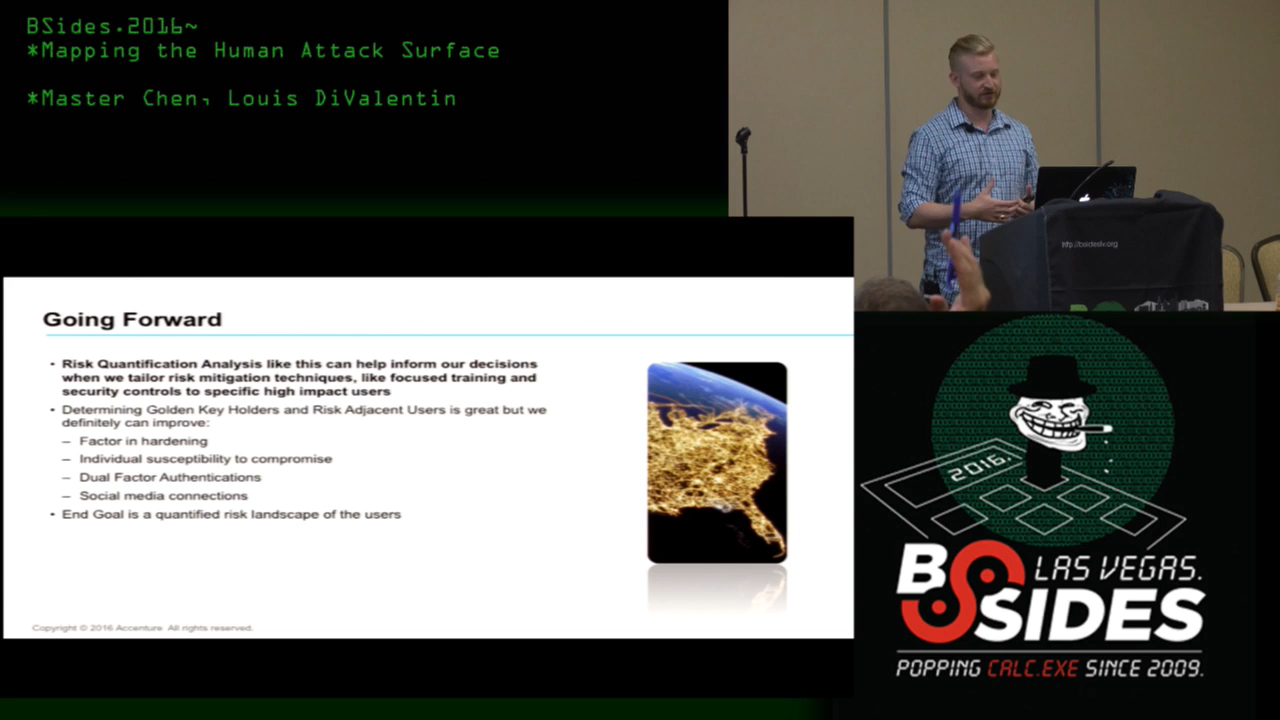 BSides.2016~
*Mapping the Human Attack Surface
*Master Chen, Louis DiValentin
http://bsideslv.org
Going Forward
• Risk Quantification Analysis like this can help inform our decisions
when we tailor risk mitigation techniques, like focused training and
security controls to specific high impact users
• Determining Golden Key Holders and Risk Adjacent Users is great but we
definitely can improve:
– Factor in hardening
– Individual susceptibility to compromise
– Dual Factor Authentications
– Social media connections
• End Goal is a quantified risk landscape of the users
Copyright © 2016 Accenture All rights reserved.
2016.
BSIDES
LAS VEGAS.
POPPING CALC.EXE SINCE 2009.